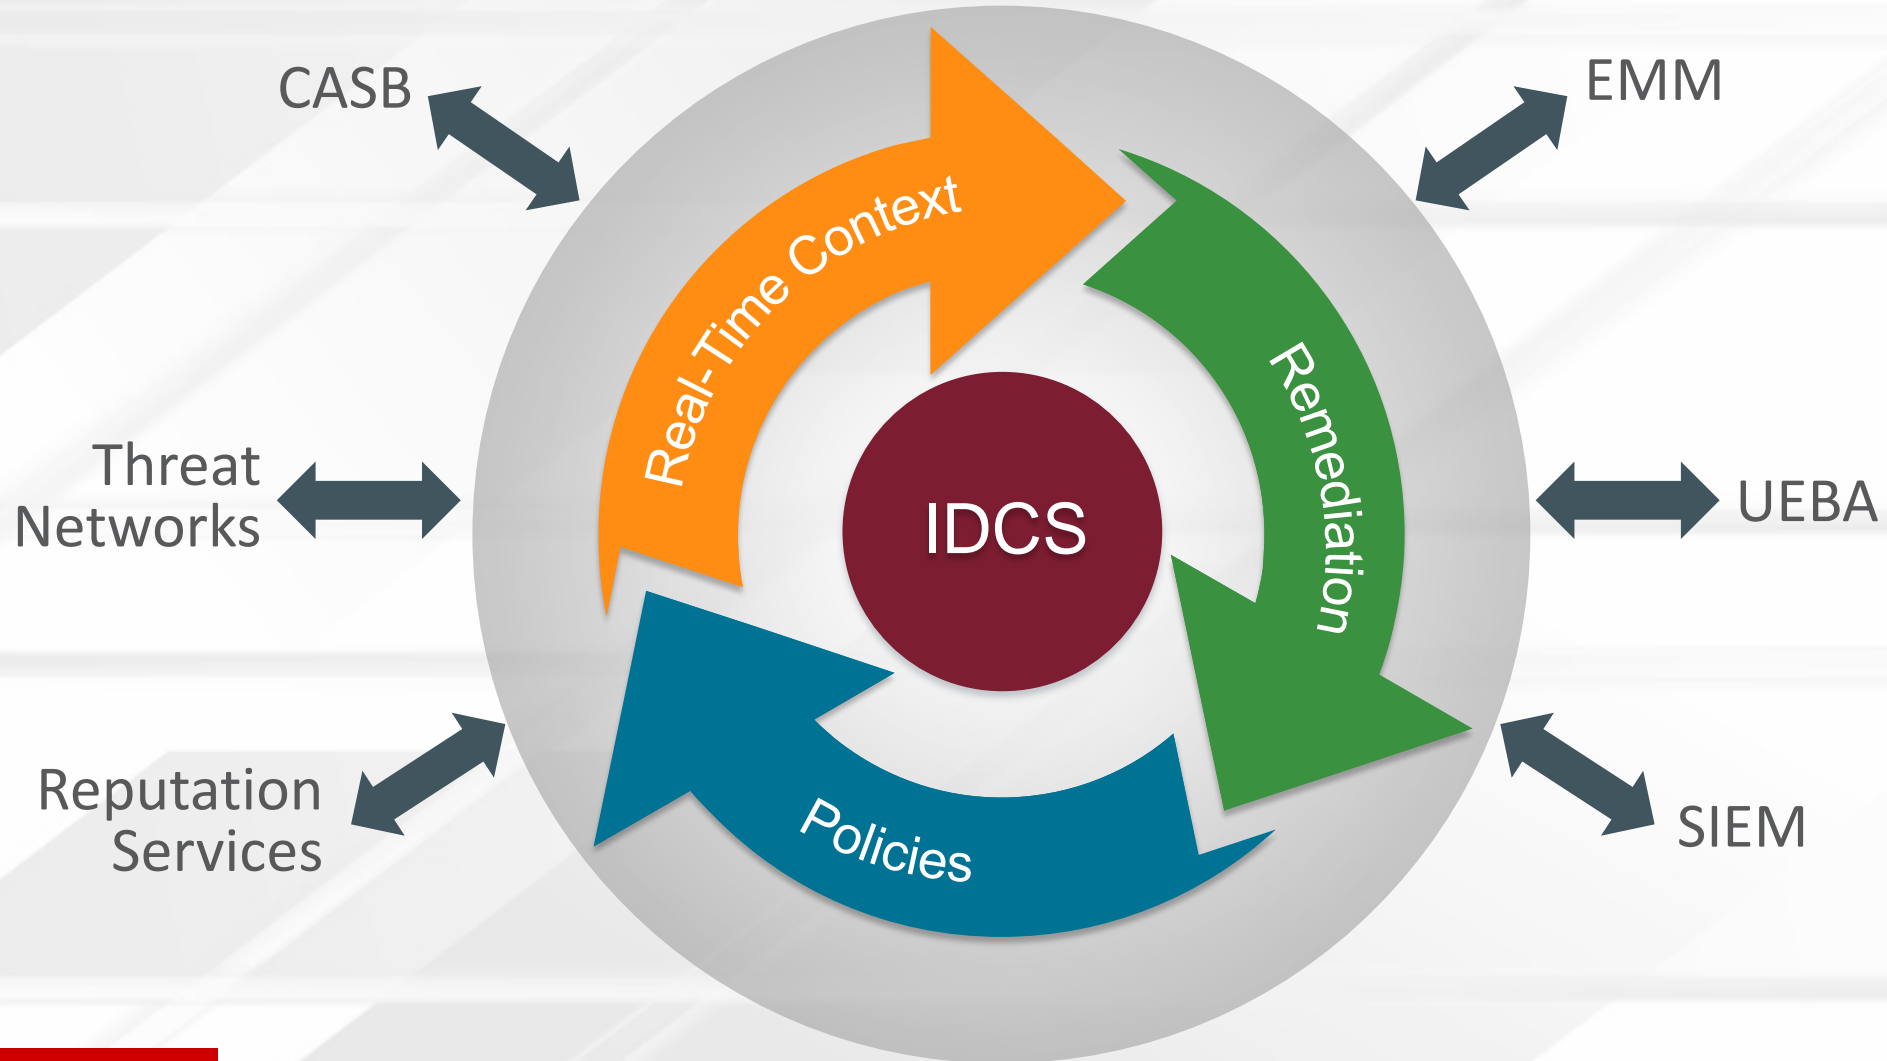 CASB
EMM
Real-Time Context
Remediation
Threat
Networks
IDCS
UEBA
Reputation
Services
Policies
SIEM